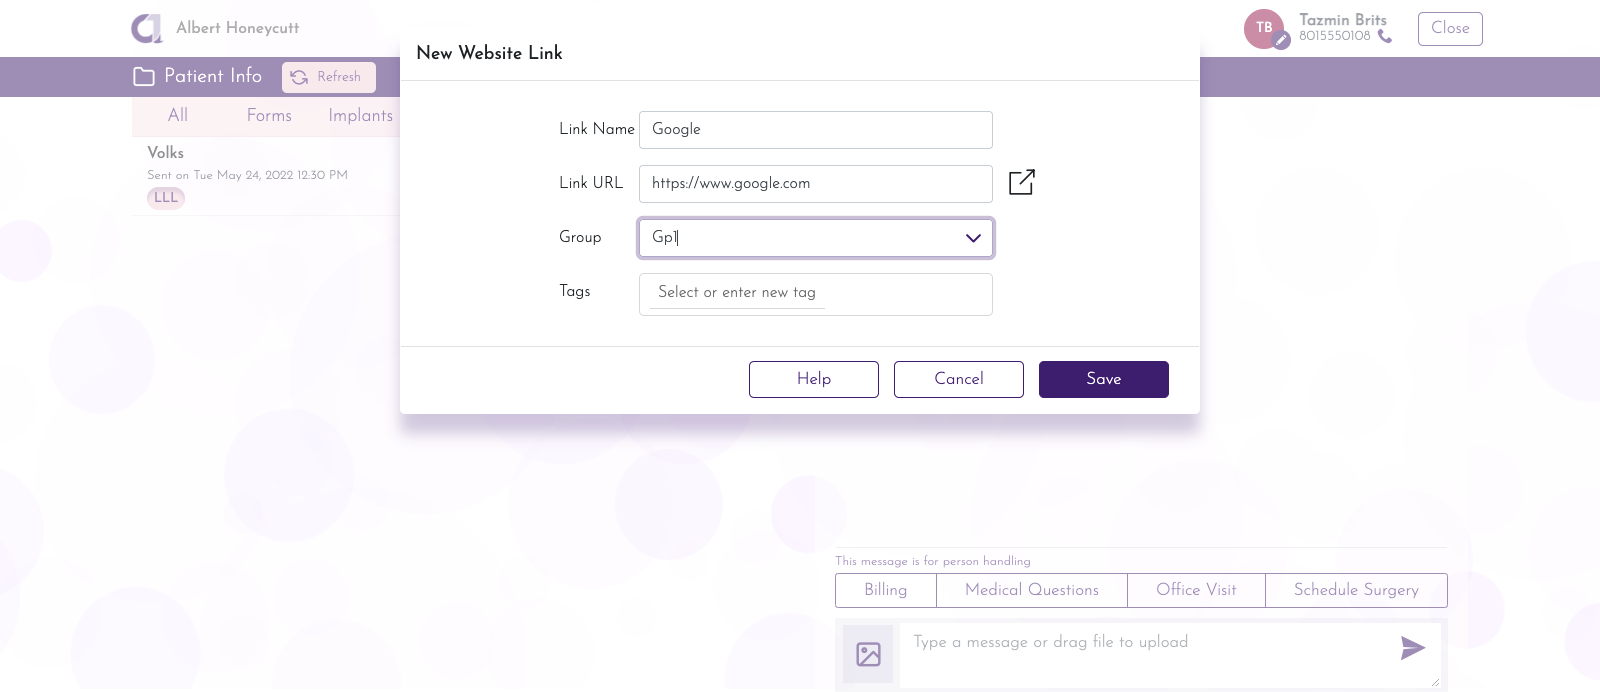 Albert Honeycutt
TB
Tazmin Brits
8015550108
Close
Patient Info
Refresh
All
Forms
Implants
Volks
Sent on Tue May 24, 2022 12:30 PM
LLL
New Website Link
Link Name
Google
Link URL
https://www.google.com
Group
Gp1
Tags
Select or enter new tag
Help
Cancel
Save
This message is for person handling
Billing
Medical Questions
Office Visit
Schedule Surgery
Type a message or drag file to upload